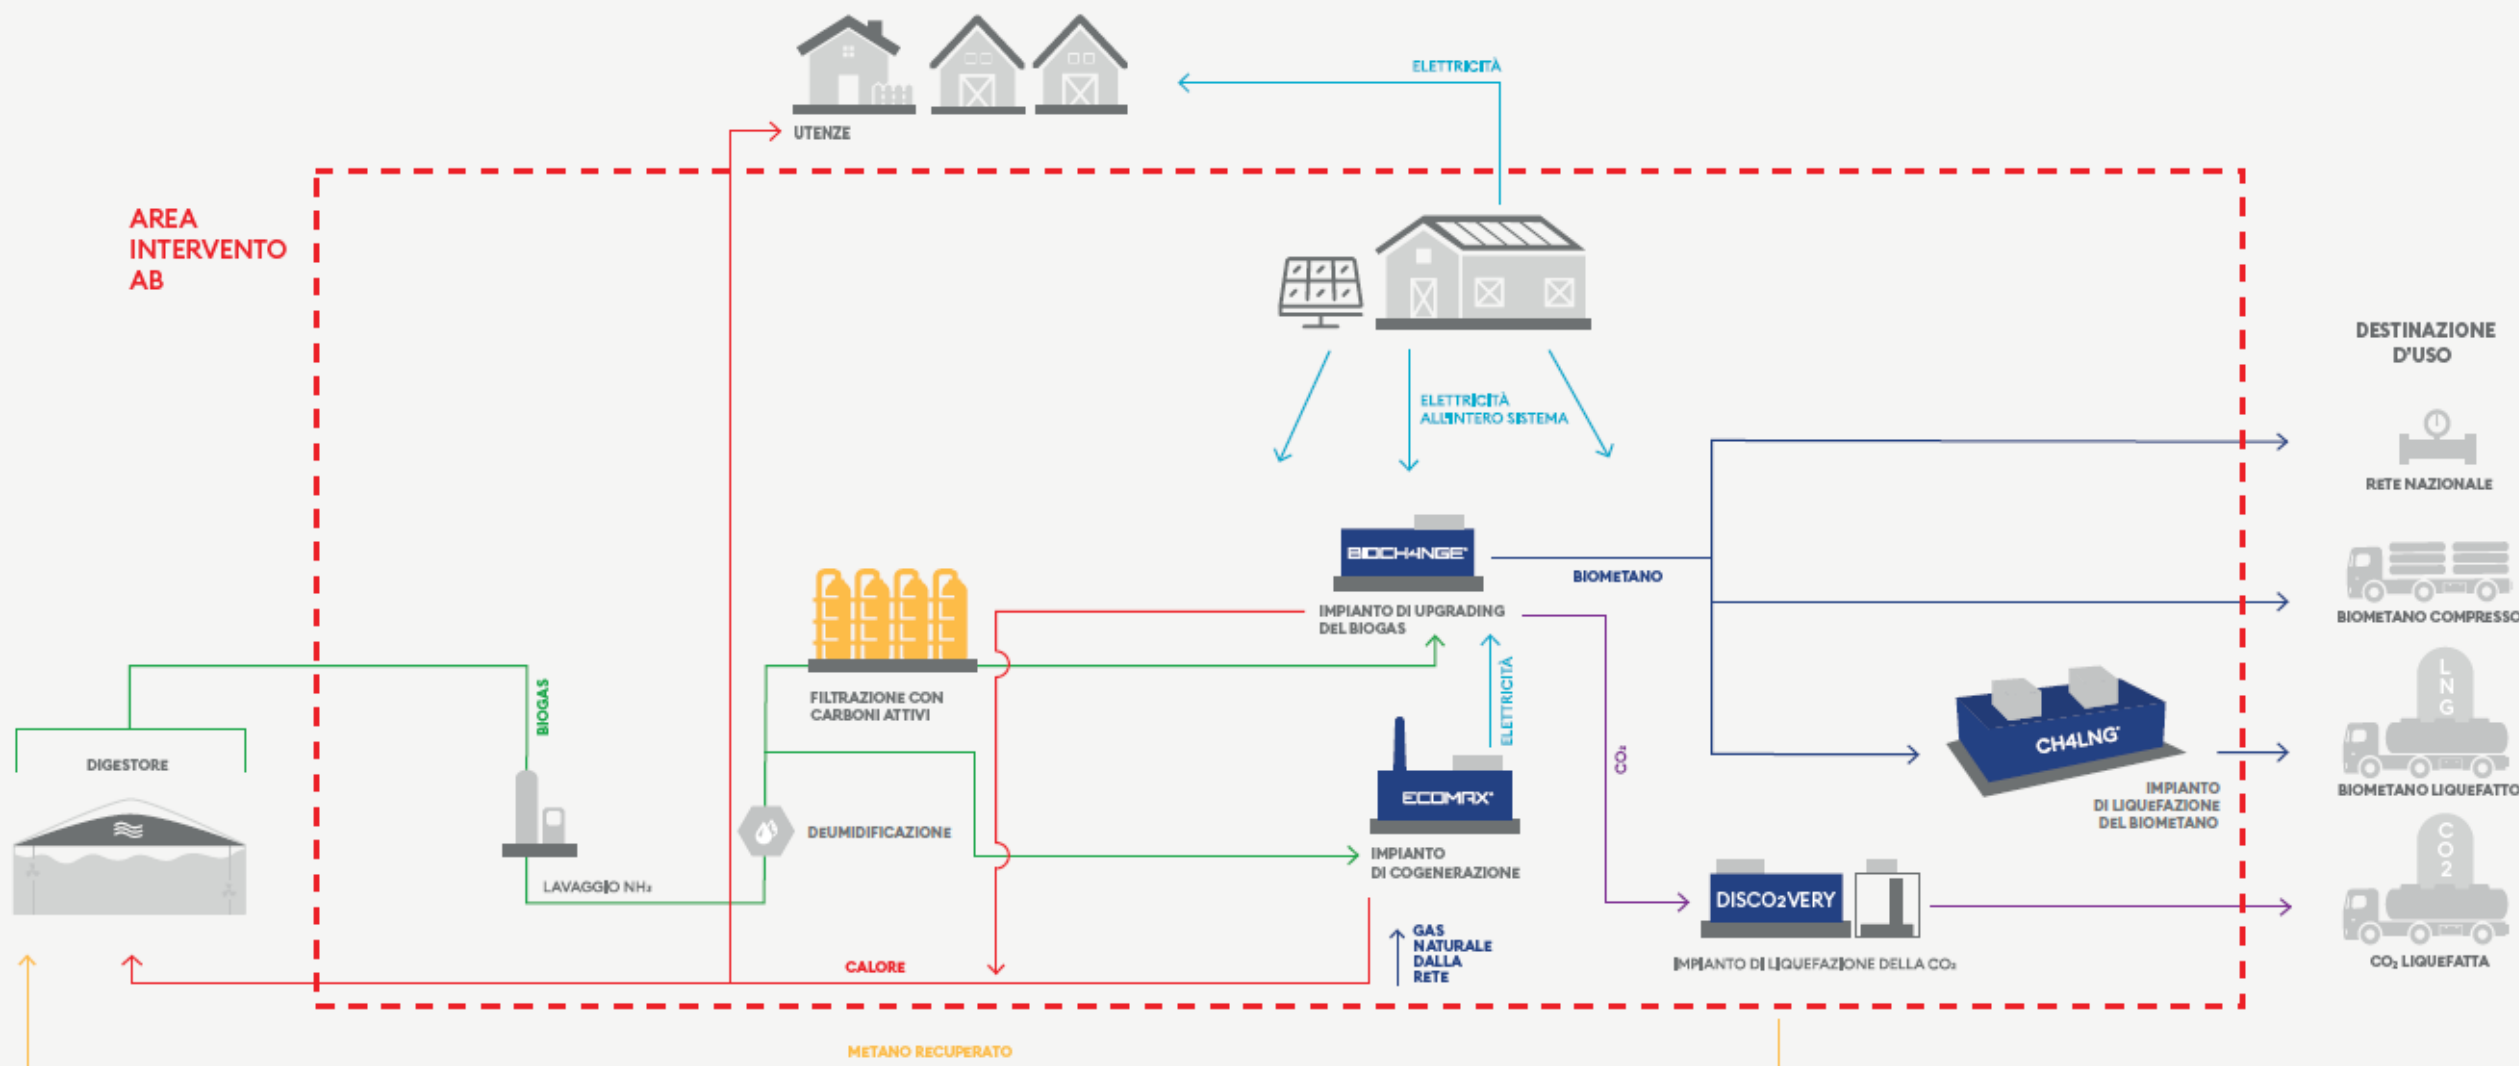 ELETTRICITÀ
UTENZE
AREA
INTERVENTO
AB
DESTINAZIONE
D'USO
ELETTRICITÀ
ALL'INTERO SISTEMA
RETE NAZIONALE
BIOCH4NGE®
BIOMETANO
IMPIANTO DI UPGRADING
DEL BIOGAS
BIOMETANO COMPRESSO
BIOGAS
FILTRAZIONE CON
CARBONI ATTIVI
ELETTRICITÀ
CO₂
LNG
CH4LNG®
DIGESTORE
ECOMAX®
IMPIANTO
DI LIQUEFAZIONE
DEL BIOMETANO
BIOMETANO LIQUEFATTO
DEUMIDIFICAZIONE
CO2
IMPIANTO
DI COGENERAZIONE
LAVAGGIO NH₃
DISCO2VERY
GAS
NATURALE
DALLA
RETE
CALORE
IMPIANTO DI LIQUEFAZIONE DELLA CO₂
CO₂ LIQUEFATTA
METANO RECUPERATO